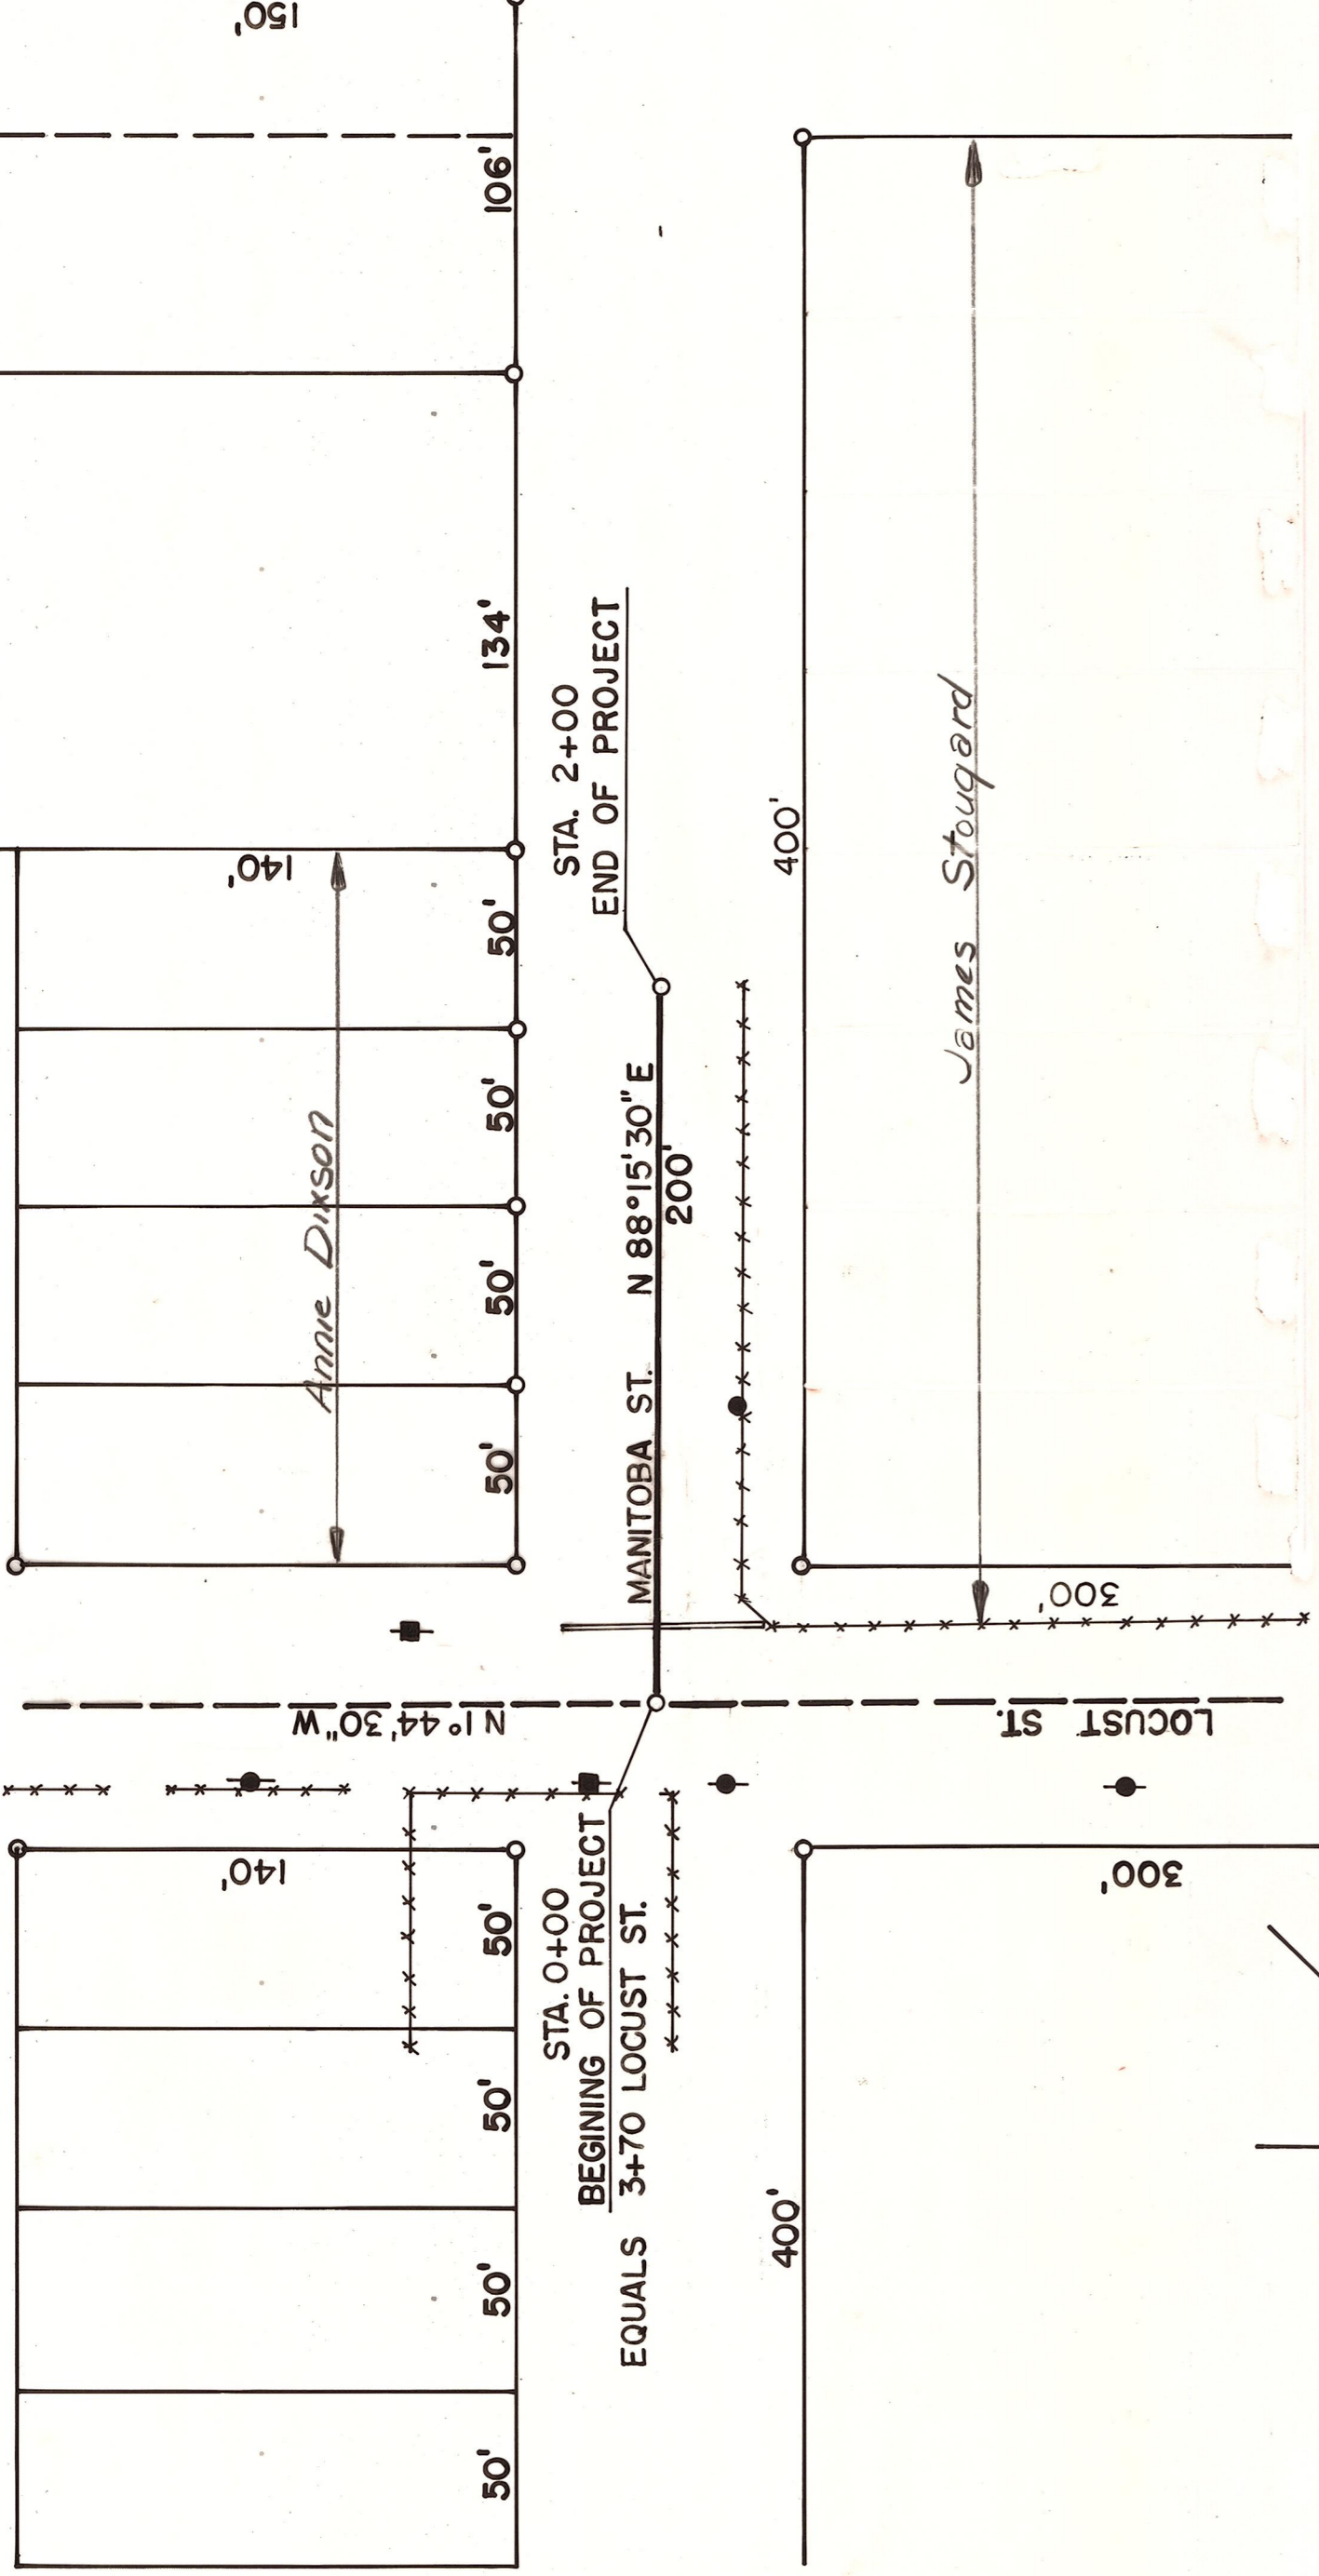 150'
106'
134'
140'
50'
50'
50'
50'
Annie Dixson
STA. 2+00
END OF PROJECT
MANITOBA ST. N 88°15'30" E
200'
400'
James Stougard
300'
N 1° 44' 30" W
LOCUST ST.
140'
50'
50'
50'
50'
STA. 0+00
BEGINING OF PROJECT
EQUALS 3+70 LOCUST ST.
400'
300'